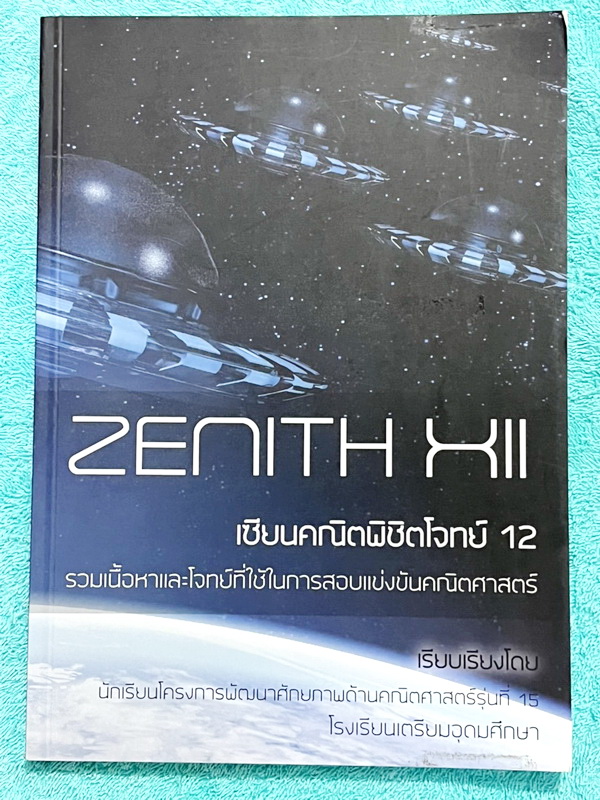 ZENITH XII
เซียนคณิตพิชิตโจทย์ 12
รวมเนื้อหาและโจทย์ที่ใช้ในการสอบแข่งขันคณิตศาสตร์
เรียบเรียงโดย
นักเรียนโครงการพัฒนาศักยภาพด้านคณิตศาสตร์รุ่นที่ 15
โรงเรียนเตรียมอุดมศึกษา